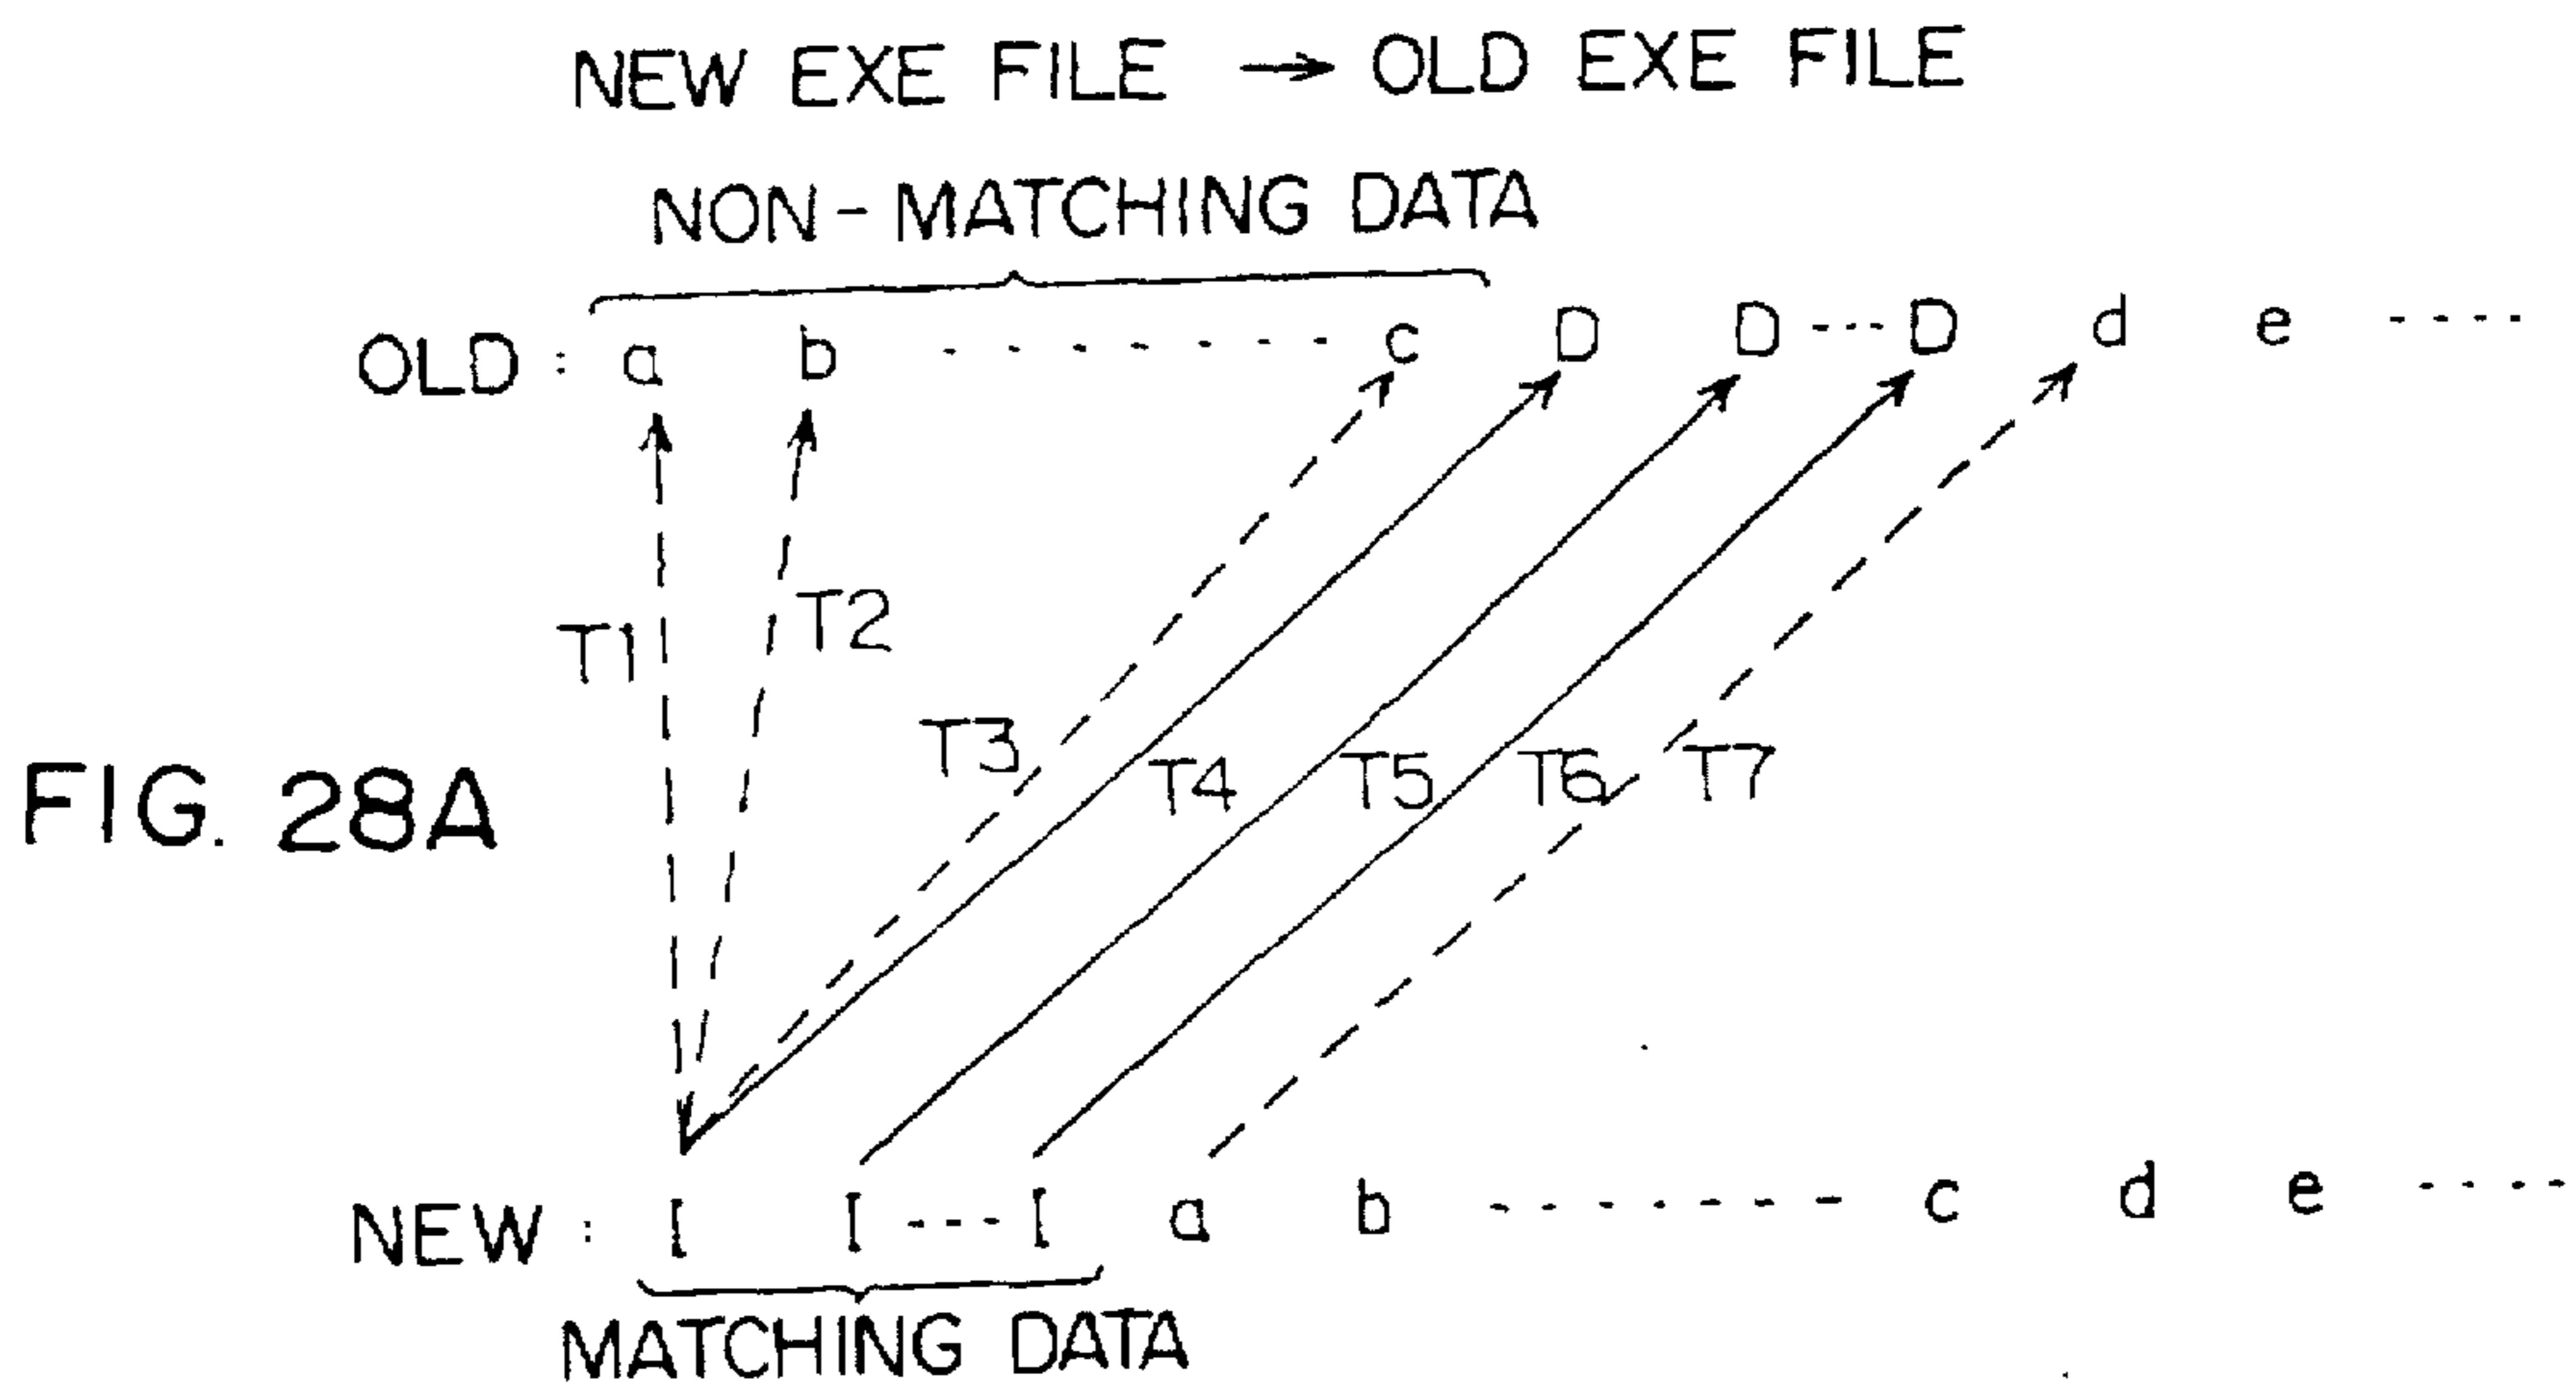 NEW EXE FILE → OLD EXE FILE
NON-MATCHING DATA
OLD : a b - - - - - - - c D D --- D d e - - - -
T1 T2 T3 T4 T5 T6 T7
FIG. 28A
NEW : I I --- I a b - - - - - - - c d e - - - -
MATCHING DATA